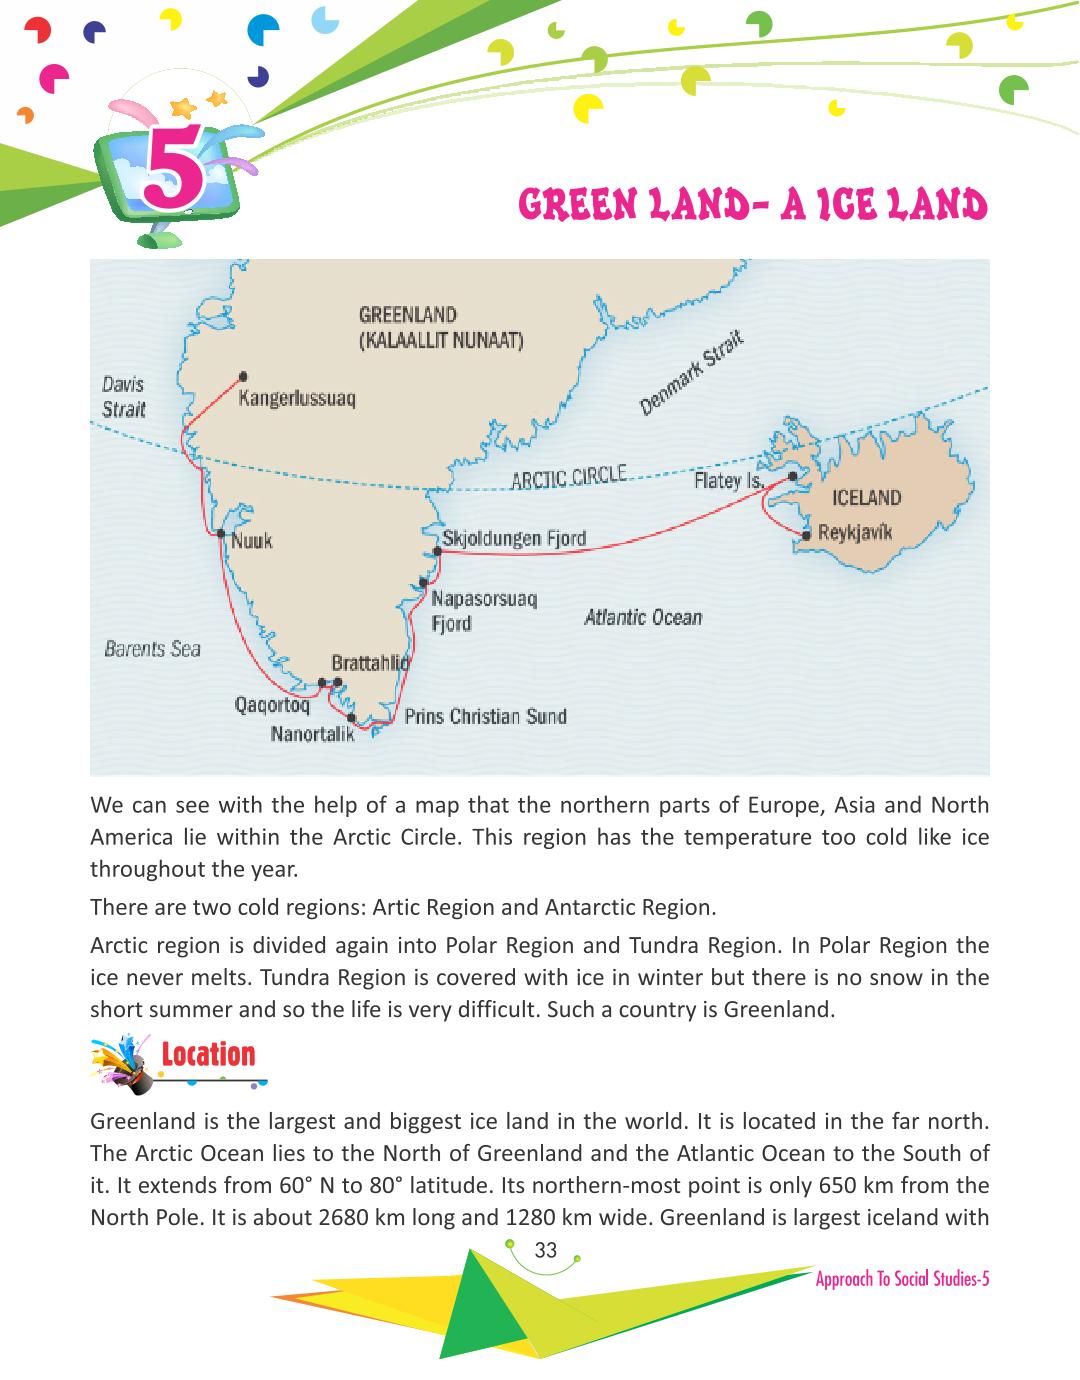 5
GREEN LAND- A ICE LAND
GREENLAND
(KALAALLIT NUNAAT)
Davis
Strait
Kangerlussuaq
Denmark Strait
ARCTIC CIRCLE
Flatey Is.
ICELAND
Reykjavík
Nuuk
Skjoldungen Fjord
Napasorsuaq
Fjord
Atlantic Ocean
Barents Sea
Brattahlid
Qaqortoq
Nanortalik
Prins Christian Sund
We can see with the help of a map that the northern parts of Europe, Asia and North
America lie within the Arctic Circle. This region has the temperature too cold like ice
throughout the year.
There are two cold regions: Artic Region and Antarctic Region.
Arctic region is divided again into Polar Region and Tundra Region. In Polar Region the
ice never melts. Tundra Region is covered with ice in winter but there is no snow in the
short summer and so the life is very difficult. Such a country is Greenland.
Location
Greenland is the largest and biggest ice land in the world. It is located in the far north.
The Arctic Ocean lies to the North of Greenland and the Atlantic Ocean to the South of
it. It extends from 60° N to 80° latitude. Its northern-most point is only 650 km from the
North Pole. It is about 2680 km long and 1280 km wide. Greenland is largest iceland with
33
Approach To Social Studies-5